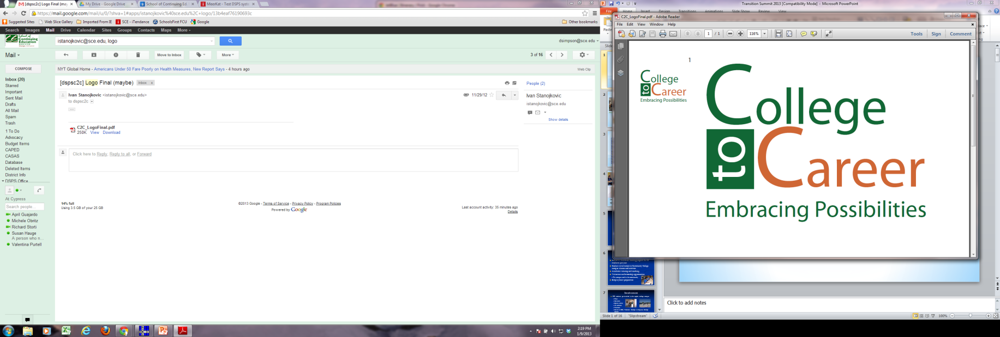 [dspsc2c] Logo Final (may
My Drive - Google Drive
School of Continuing Ed.
MeerKat - Test DSPS syst
https://mail.google.com/mail/u/0/?shva=1#apps/istanojkovic%40sce.edu%2C+logo/13b4eaf76190693c
Suggested Sites
Web Slice Gallery
Imported From IE
SCE - iTendance
SchoolsFirst FCU
Google
Other bookmarks
Search Images Mail Drive Calendar Sites Groups Contacts Maps More
School of
Continuing
Education
istanojkovic@sce.edu, logo
dsimpson@sce.edu
Mail
Move to Inbox
More
3 of 16
COMPOSE
NYT Global Home - Americans Under 50 Fare Poorly on Health Measures, New Report Says - 4 hours ago
Web Clip
Inbox (20)
Starred
Important
Sent Mail
Drafts
All Mail
Spam
Trash
1 To Do
Advocacy
Budget Items
CAPED
CASAS
Database
Deleted Items
District Info
DSPS Office
[dspsc2c] Logo Final (maybe)
Inbox x
Ivan Stanojkovic <istanojkovic@sce.edu>
to dspsc2c
11/29/12
C2C_LogoFinal.pdf
250K View Download
Click here to Reply, Reply to all, or Forward
People (2)
Ivan Stanojkovic
istanojkovic@sce.edu
Show details
At Cypress
Search people...
April Guajardo
Michele Obritz
Richard Storti
Susan Hauge
A person who n...
Valentina Purtell
14% full
Using 3.5 GB of your 25 GB
©2013 Google - Terms of Service - Privacy Policy - Program Policies
Powered by Google
Last account activity: 35 minutes ago
Details
2:19 PM
1/9/2013
Transition Summit 2013 [Compatibility Mode] - Microsoft PowerPoint
File Home Insert Design Transitions Animations Slide Show Review View
Paste
C2C_LogoFinal.pdf - Adobe Reader
File Edit View Window Help
1 / 1
116%
Tools Sign Comment
1
College
to Career
Embracing Possibilities
College
to Career
Embracing Possibilities
1
2
3
4
5
6
7
Involvement
Click to add notes
Slide 1 of 16
"Slipstream"
100%